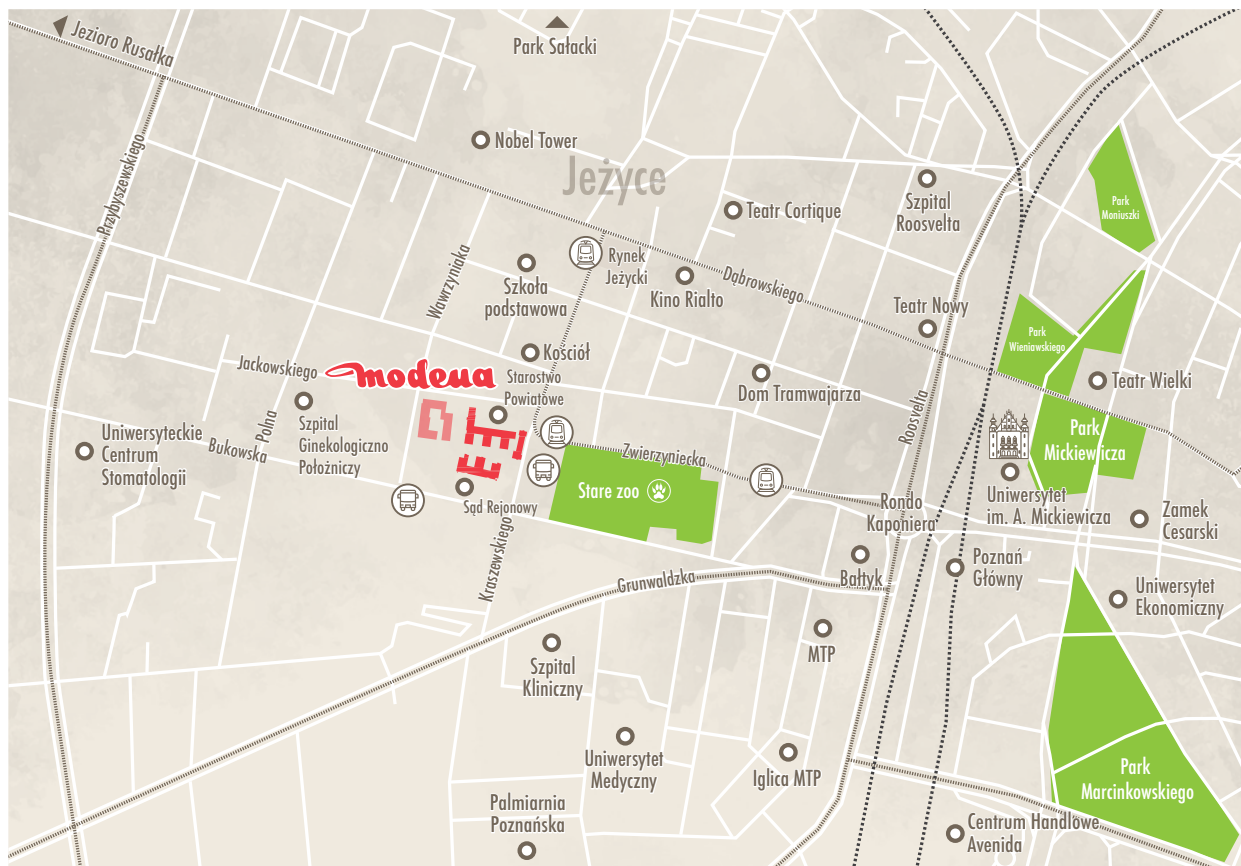 Jezioro Rusałka
Park Sałacki
Nobel Tower
Jeżyce
Przybyszewskiego
Teatr Cortique
Szpital
Roosvelta
Park
Moniuszki
Wawrzyniaka
Rynek
Jeżycki
Szkoła
podstawowa
Kino Rialto
Dąbrowskiego
Teatr Nowy
Park
Wieniawskiego
Jackowskiego
modena
Kościół
Starostwo
Powiatowe
Dom Tramwajarza
Teatr Wielki
Roosvelta
Polna
Szpital
Ginekologiczno
Położniczy
Uniwersyteckie
Centrum
Stomatologii
Bukowska
Zwierzyniecka
Park
Mickiewicza
Stare zoo
Sąd Rejonowy
Rondo
Kaponiera
Uniwersytet
im. A. Mickiewicza
Zamek
Cesarski
Kraszewskiego
Bałtyk
Poznań
Główny
Grunwaldzka
Uniwersytet
Ekonomiczny
MTP
Szpital
Kliniczny
Uniwersytet
Medyczny
Iglica MTP
Park
Marcinkowskiego
Palmiarnia
Poznańska
Centrum Handlowe
Avenida